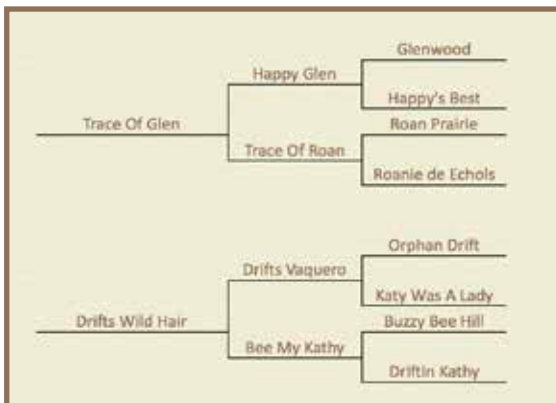 Glenwood
Happy Glen
Happy's Best
Trace Of Glen
Roan Prairie
Trace Of Roan
Roanie de Echols
Orphan Drift
Drifts Vaquero
Katy Was A Lady
Drifts Wild Hair
Buzzy Bee Hill
Bee My Kathy
Driftin Kathy